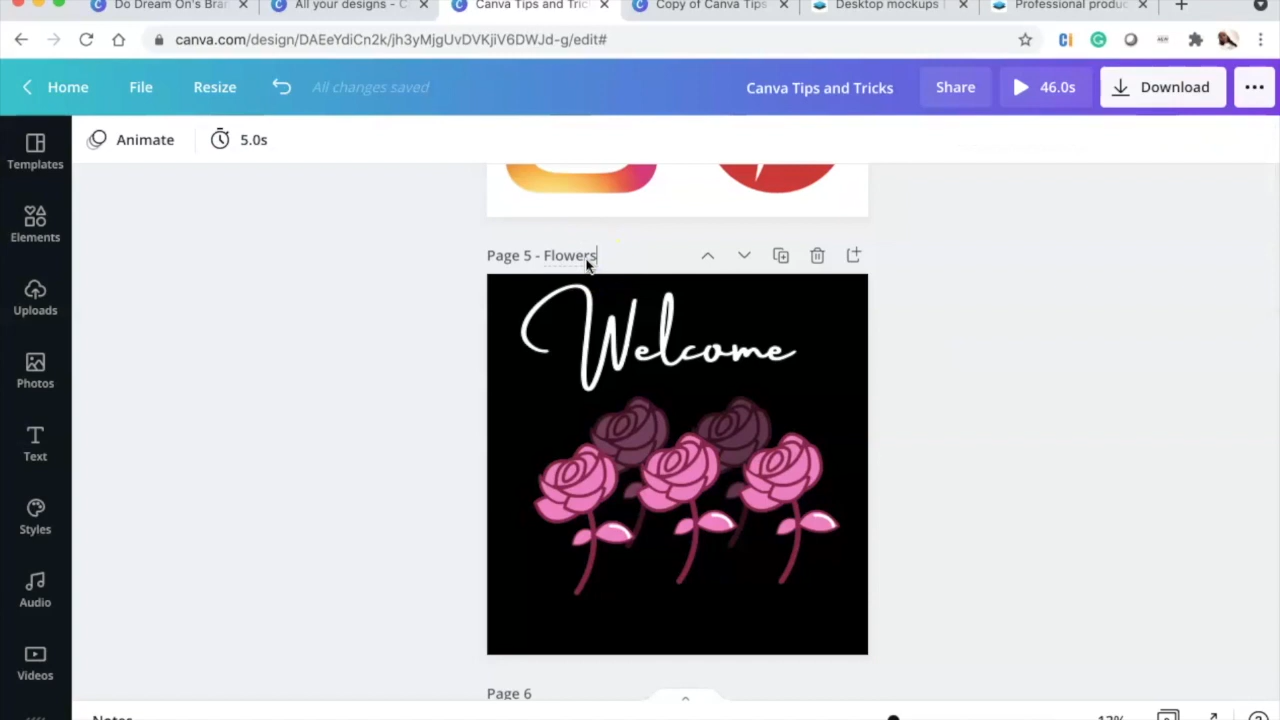 Do Dream On's Bra
All your designs - C
Canva Tips and Tric
Copy of Canva Tips
Desktop mockups
Professional produc
canva.com/design/DAEeYdiCn2k/jh3yMjgUvDVKjiV6DWJd-g/edit#
Home File Resize All changes saved Canva Tips and Tricks Share 46.0s Download
Animate 5.0s
Templates
Elements
Uploads
Photos
Text
Styles
Audio
Videos
Page 5 - Flowers
Welcome
Page 6
Notes